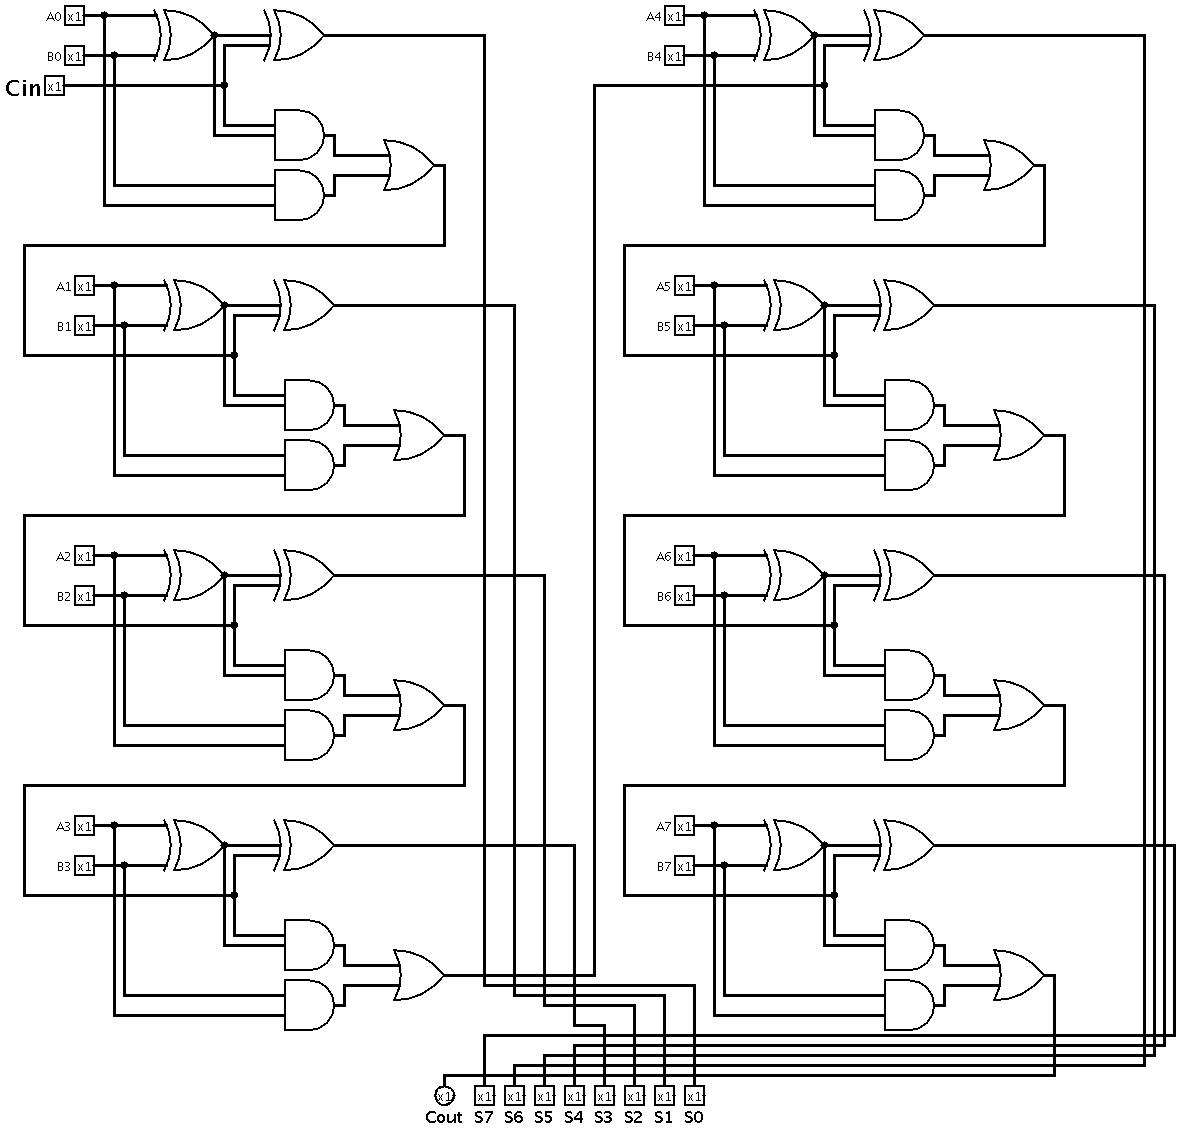 A0 x1 A4 x1
B0 x1 B4 x1
Cin x1
A1 x1 A5 x1
B1 x1 B5 x1
A2 x1 A6 x1
B2 x1 B6 x1
A3 x1 A7 x1
B3 x1 B7 x1
x1 x1 x1 x1 x1 x1 x1 x1 x1
Cout S7 S6 S5 S4 S3 S2 S1 S0